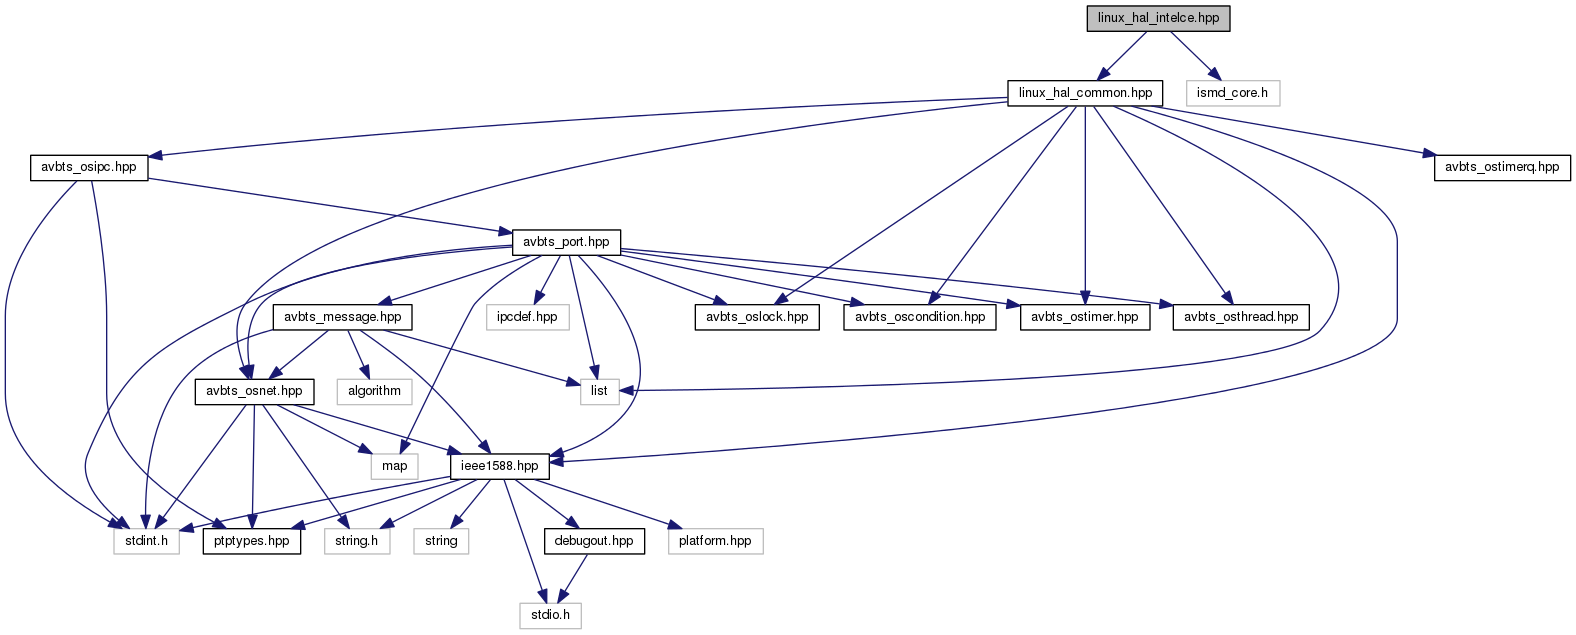 linux_hal_intelce.hpp
linux_hal_common.hpp
ismd_core.h
avbts_osipc.hpp
avbts_ostimerq.hpp
avbts_port.hpp
avbts_message.hpp
ipcdef.hpp
avbts_oslock.hpp
avbts_oscondition.hpp
avbts_ostimer.hpp
avbts_osthread.hpp
avbts_osnet.hpp
algorithm
list
map
ieee1588.hpp
stdint.h
ptptypes.hpp
string.h
string
debugout.hpp
platform.hpp
stdio.h